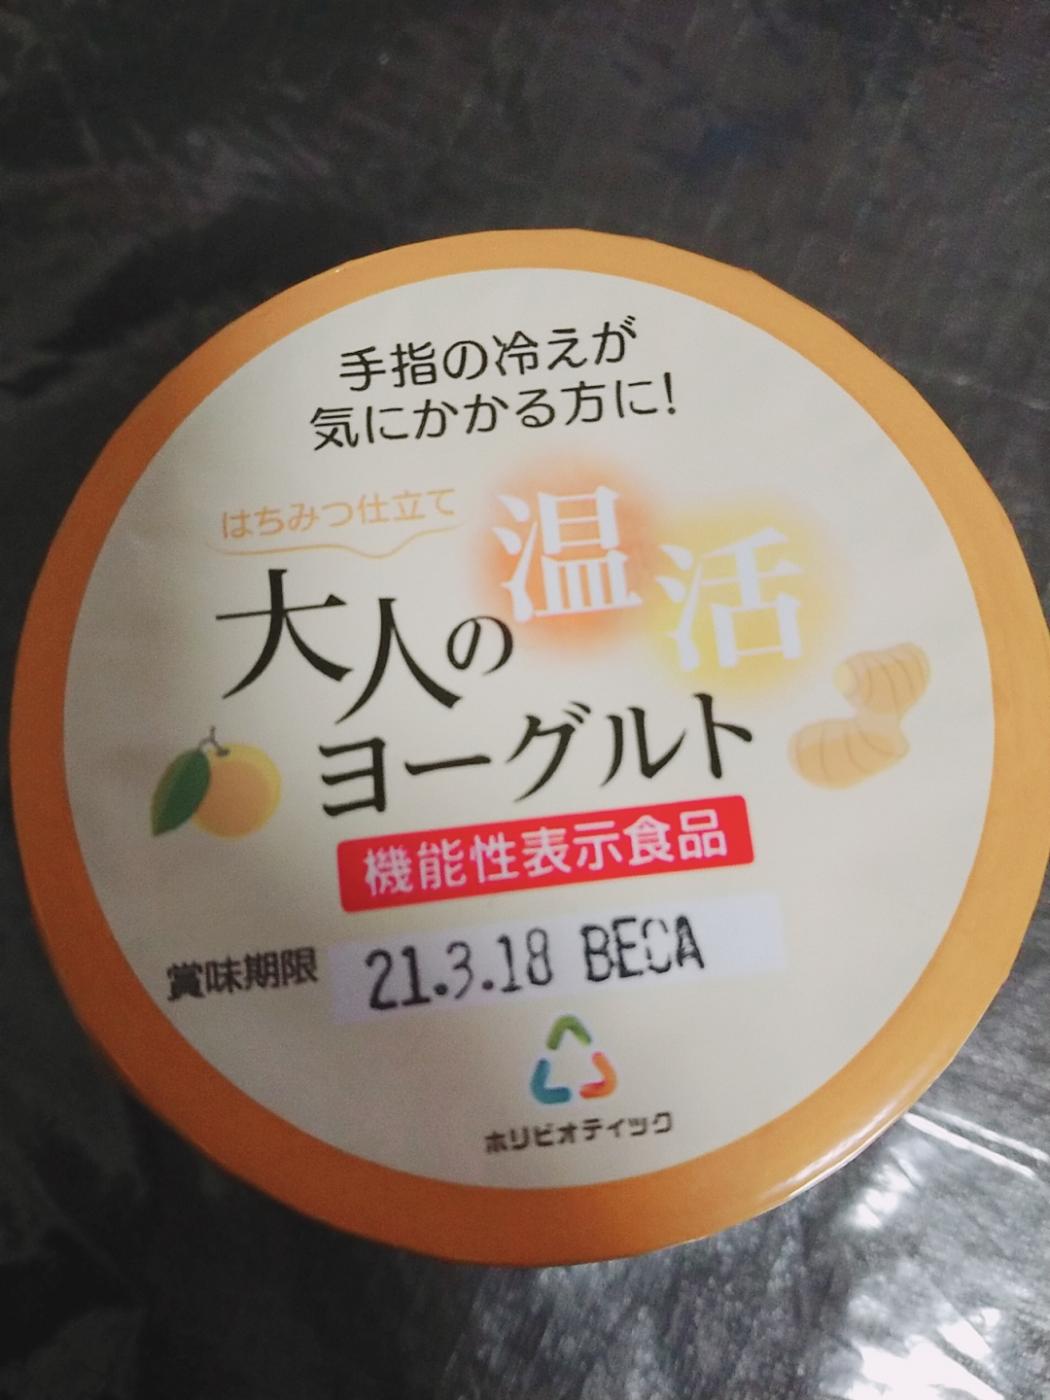 手指の冷えが
気にかかる方に!
はちみつ仕立て
大人の温活
ヨーグルト
機能性表示食品
賞味期限 21.3.18 BECA
ホリビオティック